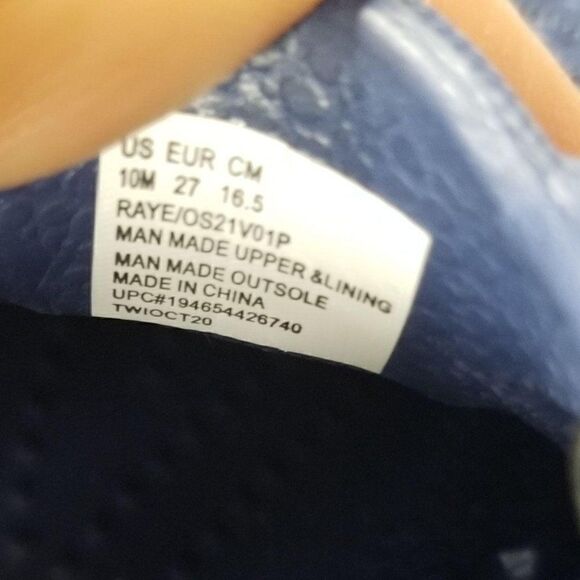 US EUR CM
10M 27 16.5
RAYE/OS21V01P
MAN MADE UPPER &LINING
MAN MADE OUTSOLE
MADE IN CHINA
UPC#194654426740
TWIOCT20